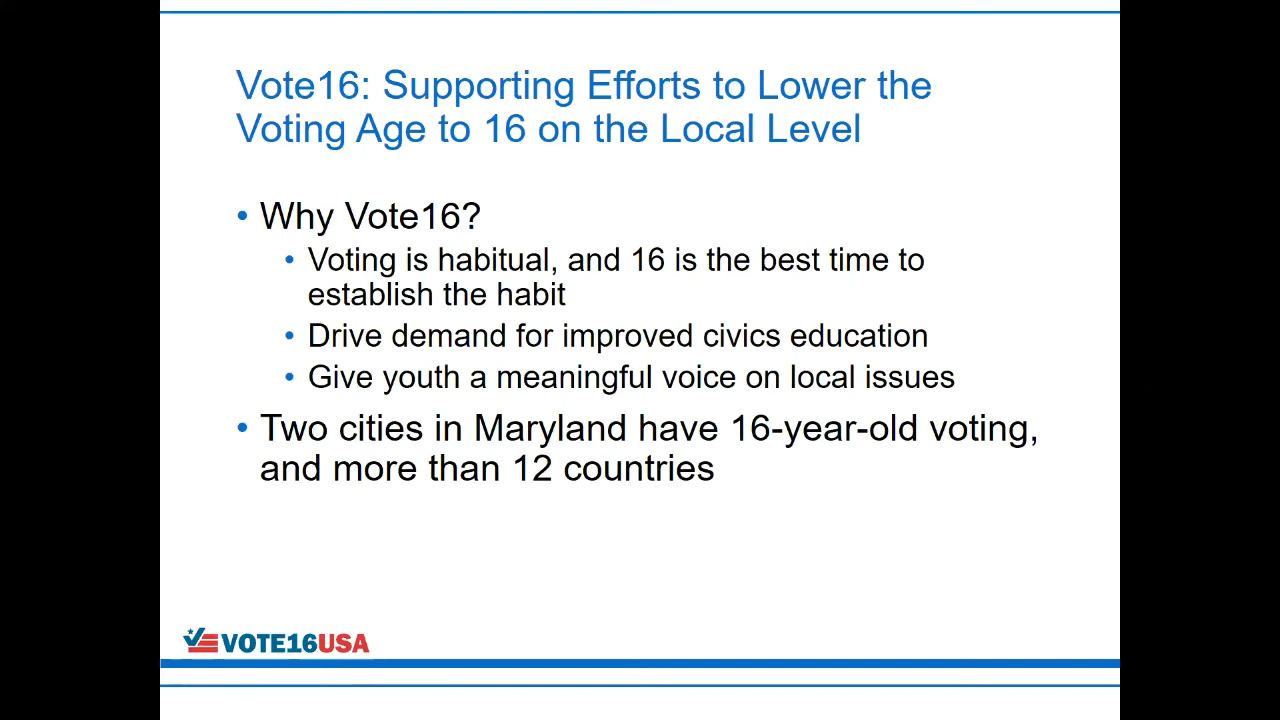 Vote16: Supporting Efforts to Lower the
Voting Age to 16 on the Local Level
• Why Vote16?
• Voting is habitual, and 16 is the best time to
establish the habit
• Drive demand for improved civics education
• Give youth a meaningful voice on local issues
• Two cities in Maryland have 16-year-old voting,
and more than 12 countries
VOTE16USA